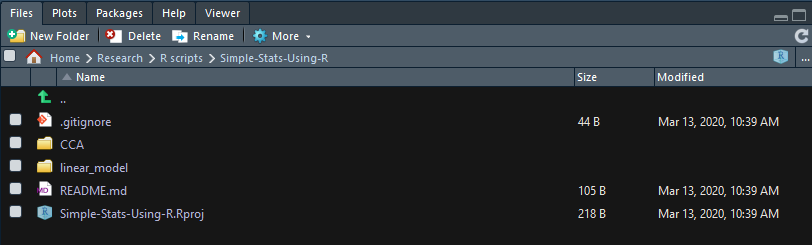 Files Plots Packages Help Viewer
New Folder Delete Rename More
Home Research R scripts Simple-Stats-Using-R R ...
Name Size Modified
..
.gitignore 44 B Mar 13, 2020, 10:39 AM
CCA
linear_model
MD README.md 105 B Mar 13, 2020, 10:39 AM
R Simple-Stats-Using-R.Rproj 218 B Mar 13, 2020, 10:39 AM